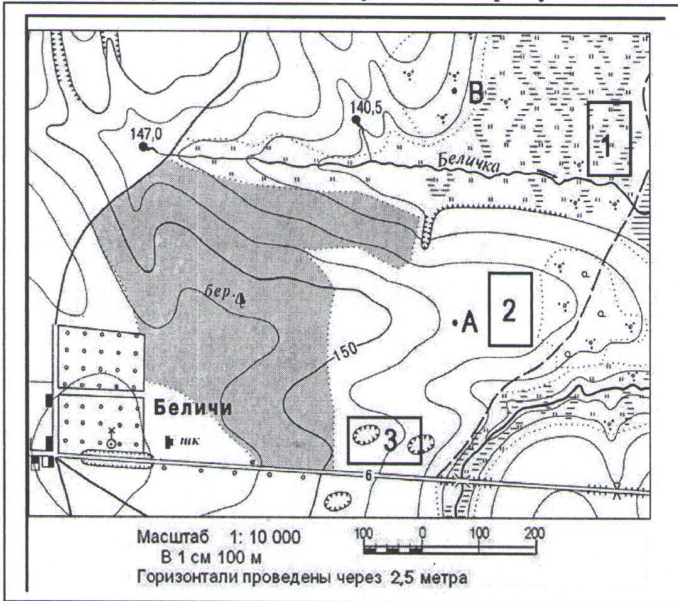 В
140,5
147,0
1
Беличка
бер.
2
А
150
Беличи
шк
3
6
Масштаб 1: 10 000
В 1 см 100 м
100 0 100 200
Горизонтали проведены через 2,5 метра